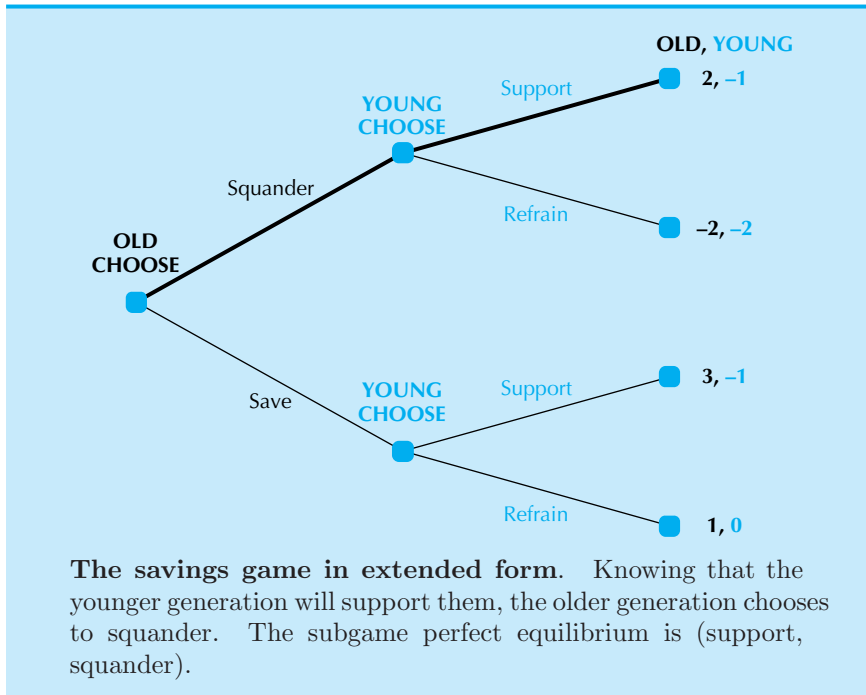 OLD, YOUNG
2, –1
Support
YOUNG
CHOOSE
Squander
Refrain
–2, –2
OLD
CHOOSE
3, –1
Support
YOUNG
CHOOSE
Save
Refrain
1, 0
The savings game in extended form. Knowing that the
younger generation will support them, the older generation chooses
to squander. The subgame perfect equilibrium is (support,
squander).